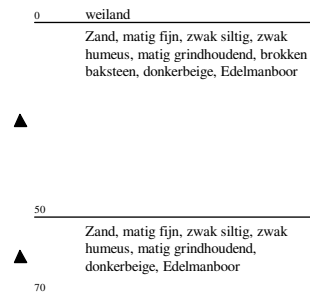 0 weiland
Zand, matig fijn, zwak siltig, zwak
humeus, matig grindhoudend, brokken
baksteen, donkerbeige, Edelmanboor
50
Zand, matig fijn, zwak siltig, zwak
humeus, matig grindhoudend,
donkerbeige, Edelmanboor
70